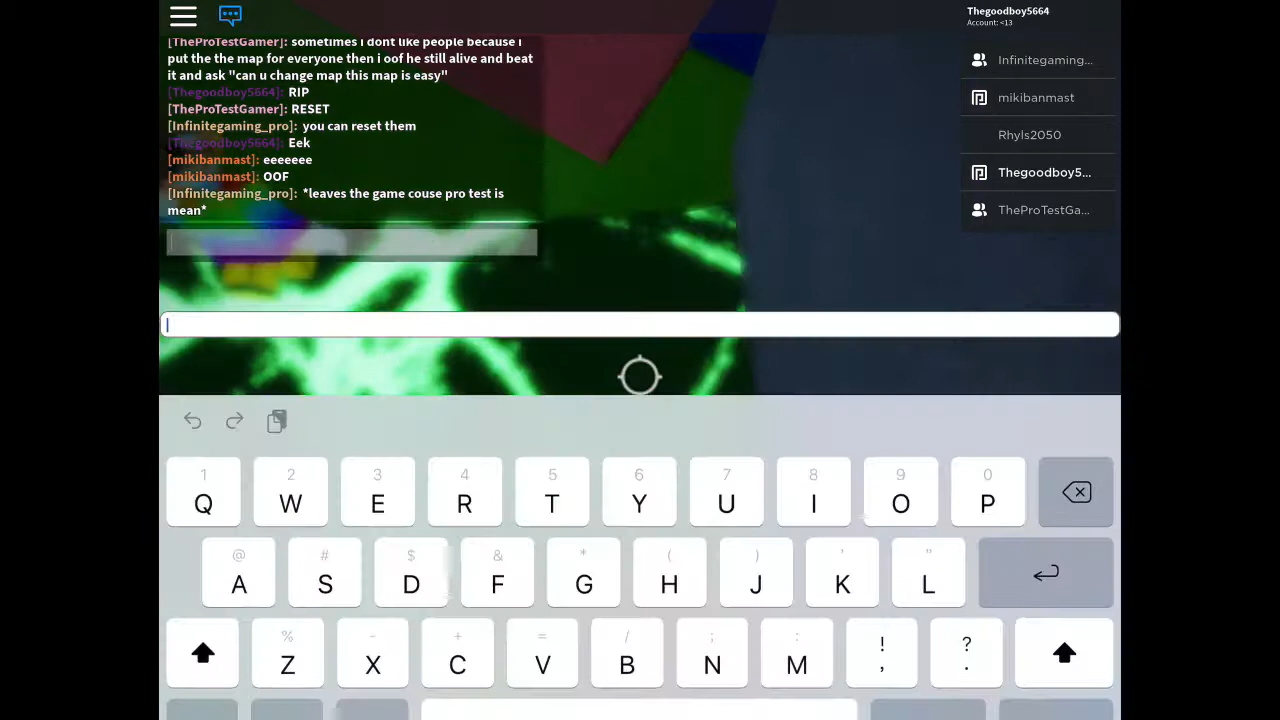 Thegoodboy5664
Account: <13
[TheProTestGamer]: sometimes i dont like people because i
put the the map for everyone then i oof he still alive and beat
it and ask "can u change map this map is easy"
[Thegoodboy5664]: RIP
[TheProTestGamer]: RESET
[Infinitegaming_pro]: you can reset them
[Thegoodboy5664]: Eek
[mikibanmast]: eeeeeee
[mikibanmast]: OOF
[Infinitegaming_pro]: *leaves the game couse pro test is
mean*
Infinitegaming...
mikibanmast
Rhyls2050
Thegoodboy5...
TheProTestGa...
1 2 3 4 5 6 7 8 9 0
Q W E R T Y U I O P
@ # $ & * ( ) ' "
A S D F G H J K L
% - + = / ; : ! ?
Z X C V B N M , .